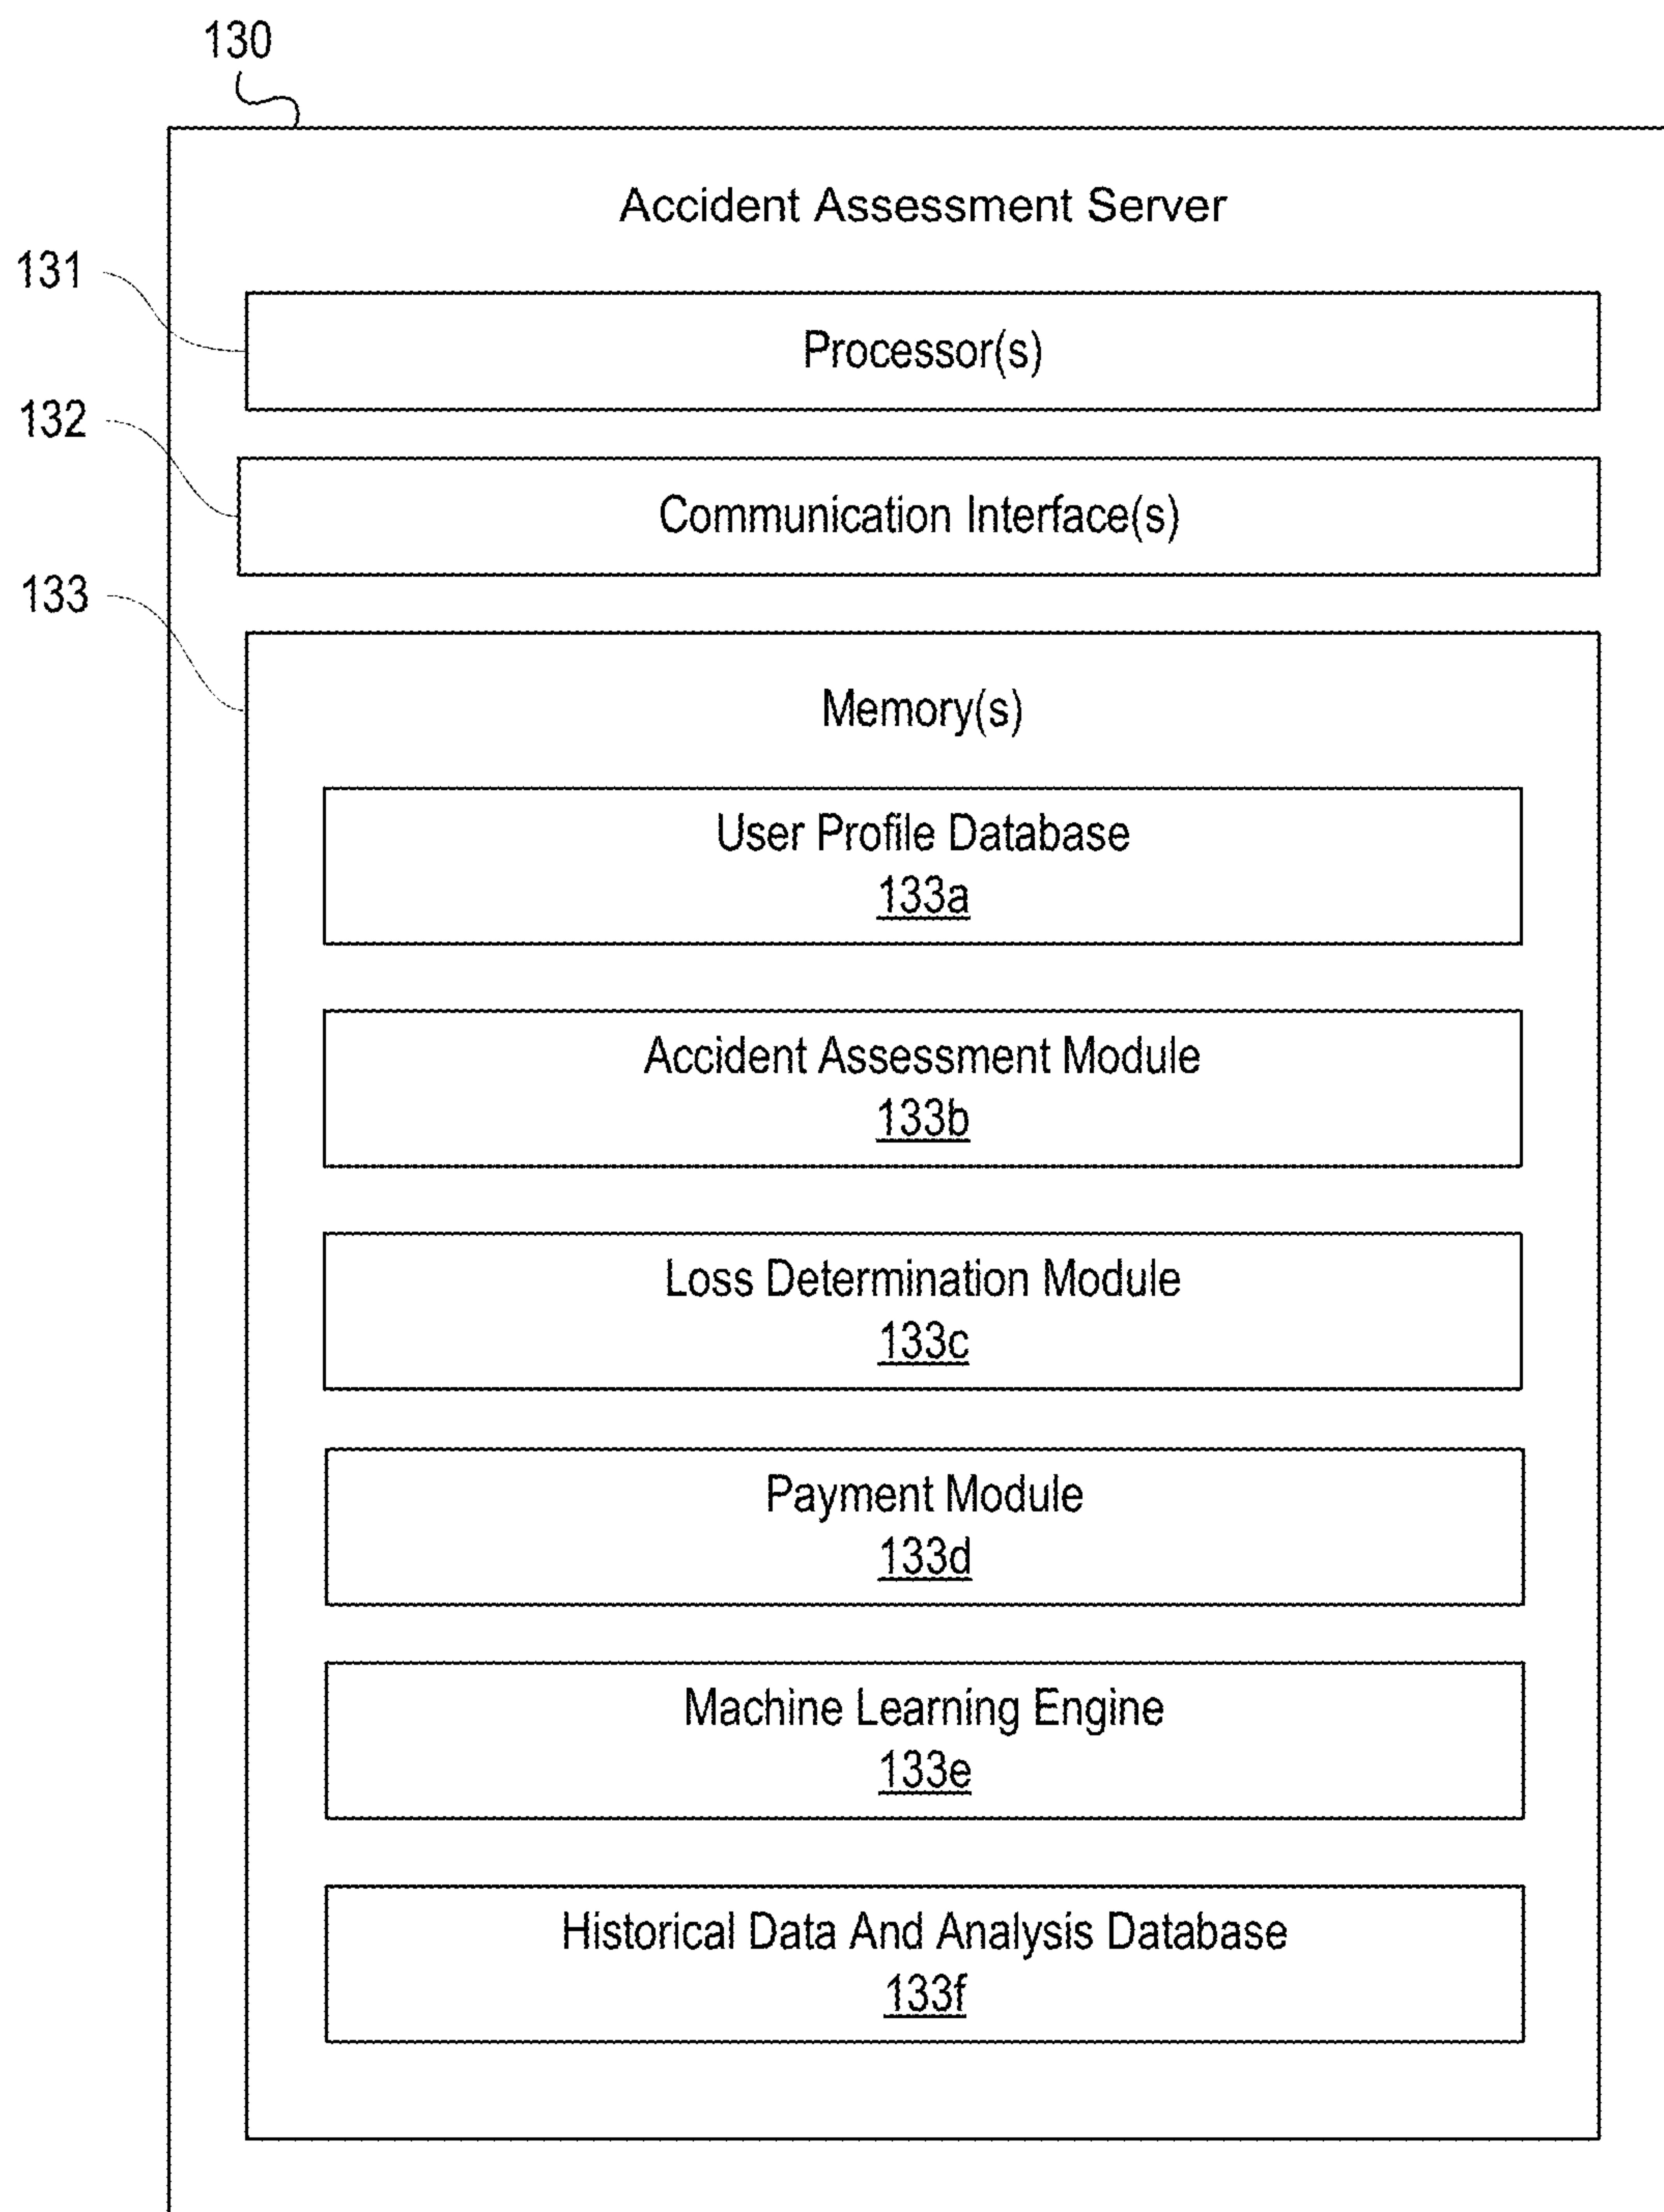 130
Accident Assessment Server
131
Processor(s)
132
Communication Interface(s)
133
Memory(s)
User Profile Database
133a
Accident Assessment Module
133b
Loss Determination Module
133c
Payment Module
133d
Machine Learning Engine
133e
Historical Data And Analysis Database
133f